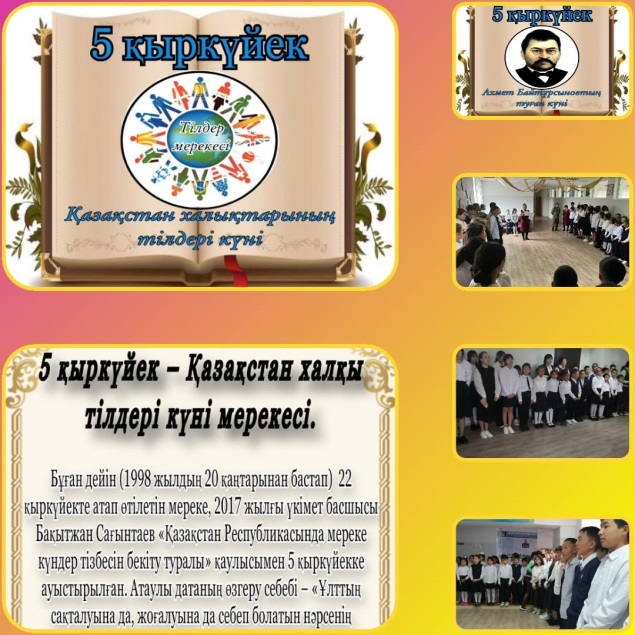 5 қыркүйек
Тілдер
мерекесі
Қазақстан халықтарының
тілдері күні
5 қыркүйек
Ахмет Байтұрсыновтың
туған күні
5 қыркүйек – Қазақстан халқы
тілдері күні мерекесі.
Бұған дейін (1998 жылдың 20 қаңтарынан бастап) 22
қыркүйекте атап өтілетін мереке, 2017 жылғы үкімет басшысы
Бақытжан Сағынтаев «Қазақстан Республикасында мереке
күндер тізбесін бекіту туралы» қаулысымен 5 қыркүйекке
ауыстырылған. Атаулы датаның өзгеру себебі – «Ұлттың
сақталуына да, жоғалуына да себеп болатын нәрсенің